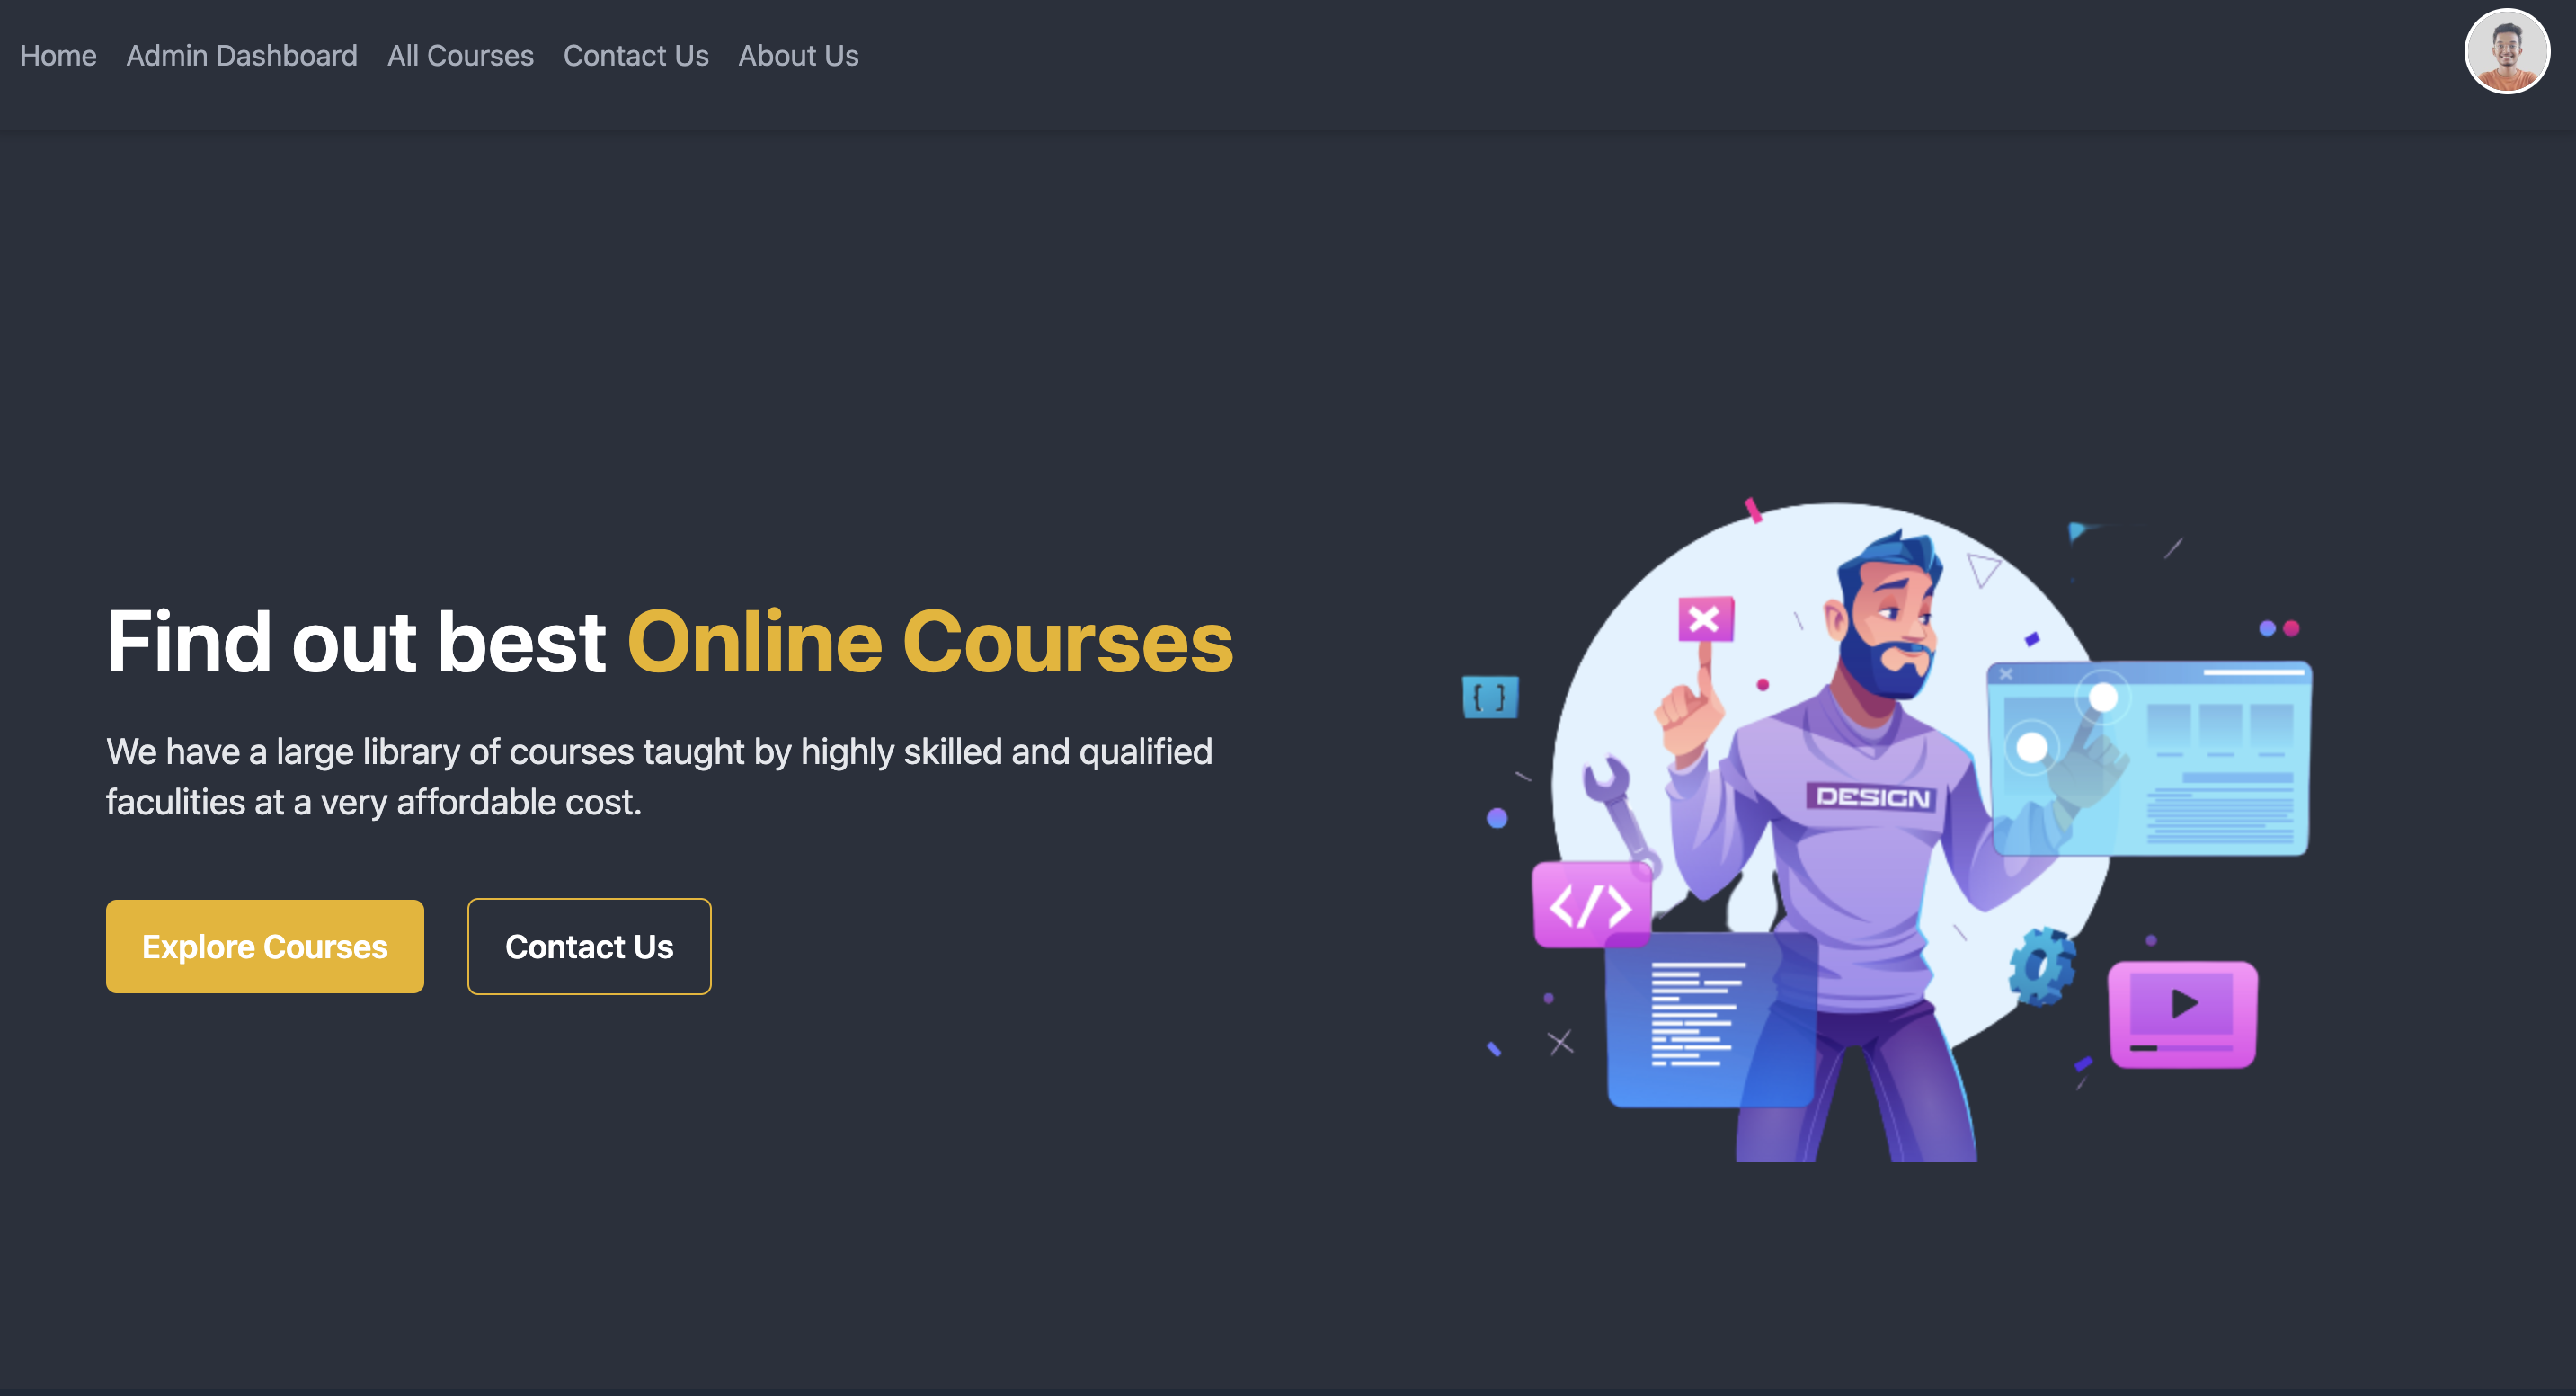 Home Admin Dashboard All Courses Contact Us About Us
Find out best Online Courses
We have a large library of courses taught by highly skilled and qualified
faculities at a very affordable cost.
Explore Courses Contact Us
DESIGN
{ }
</>